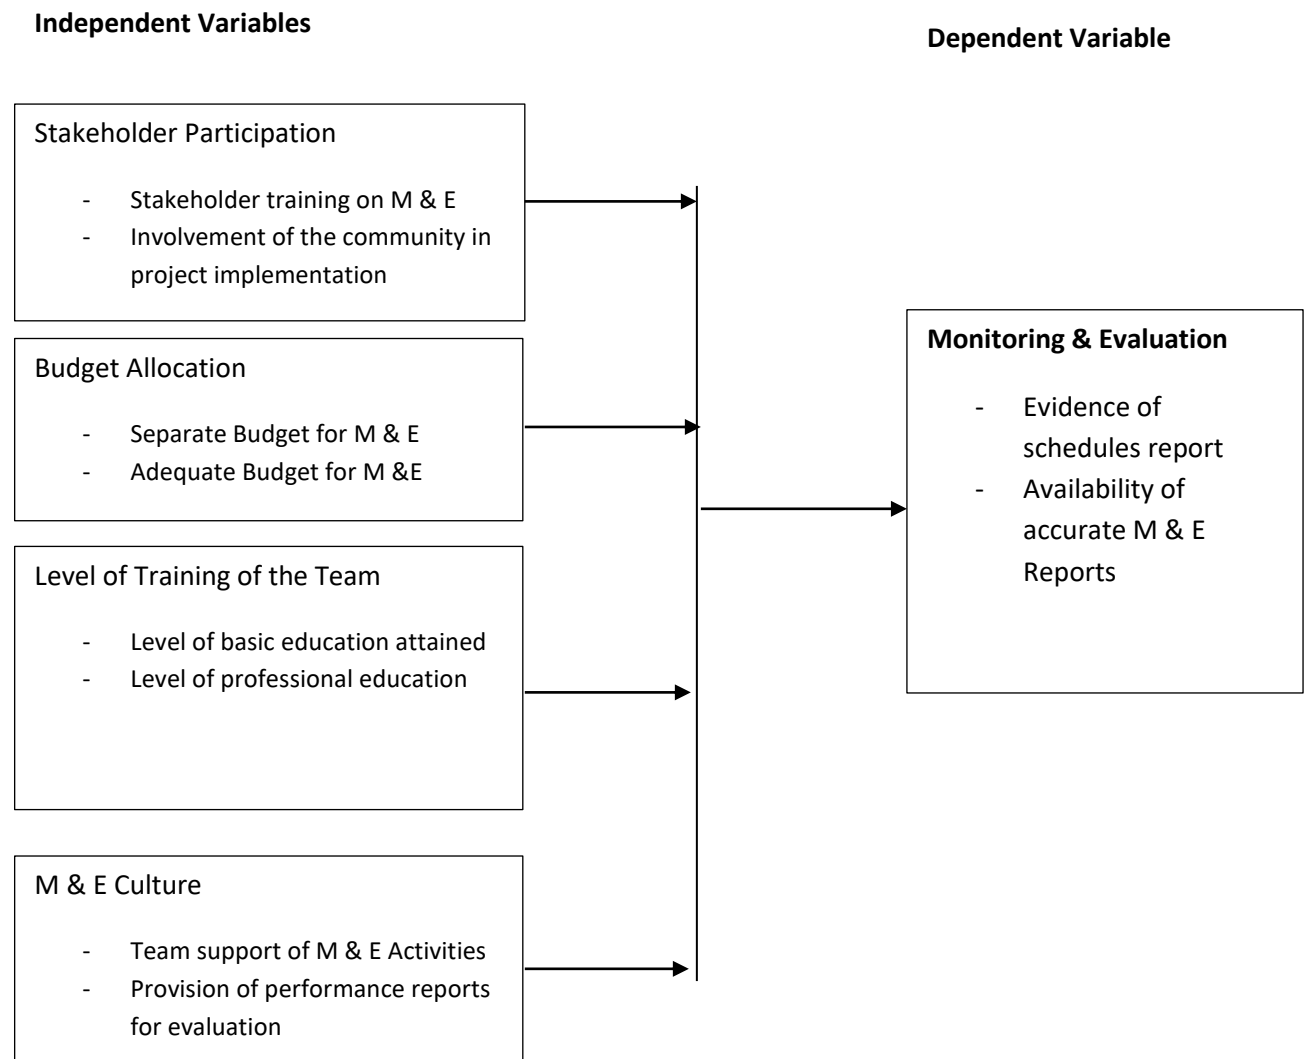 Independent Variables
Dependent Variable
Stakeholder Participation
- Stakeholder training on M & E
- Involvement of the community in
project implementation
Budget Allocation
- Separate Budget for M & E
- Adequate Budget for M &E
Level of Training of the Team
- Level of basic education attained
- Level of professional education
M & E Culture
- Team support of M & E Activities
- Provision of performance reports
for evaluation
Monitoring & Evaluation
- Evidence of
schedules report
- Availability of
accurate M & E
Reports